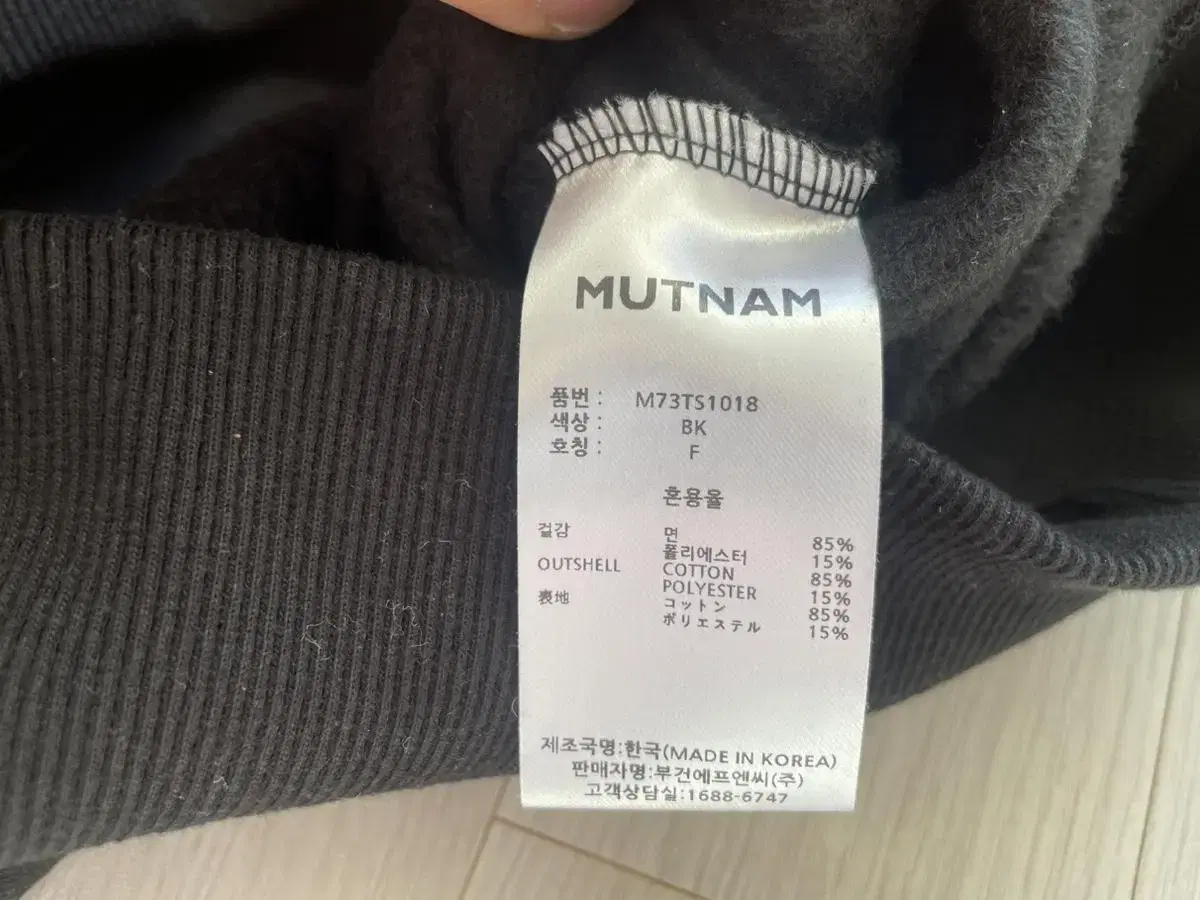 MUTNAM
품번 : M73TS1018
색상 : BK
호칭 : F
혼용율
겉감 면 85%
폴리에스터 15%
OUTSHELL COTTON 85%
POLYESTER 15%
表地 コットン 85%
ポリエステル 15%
제조국명:한국(MADE IN KOREA)
판매자명:부건에프엔씨(주)
고객상담실:1688-6747